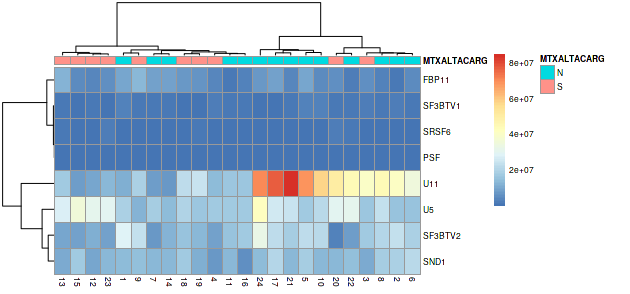 MTXALTACARG
FBP11
SF3BTV1
SRSF6
PSF
U11
U5
SF3BTV2
SND1
13 15 12 23 1 9 7 14 18 19 4 11 16 24 17 21 5 10 20 22 3 8 2 6
8e+07
6e+07
4e+07
2e+07
MTXALTACARG
N
S